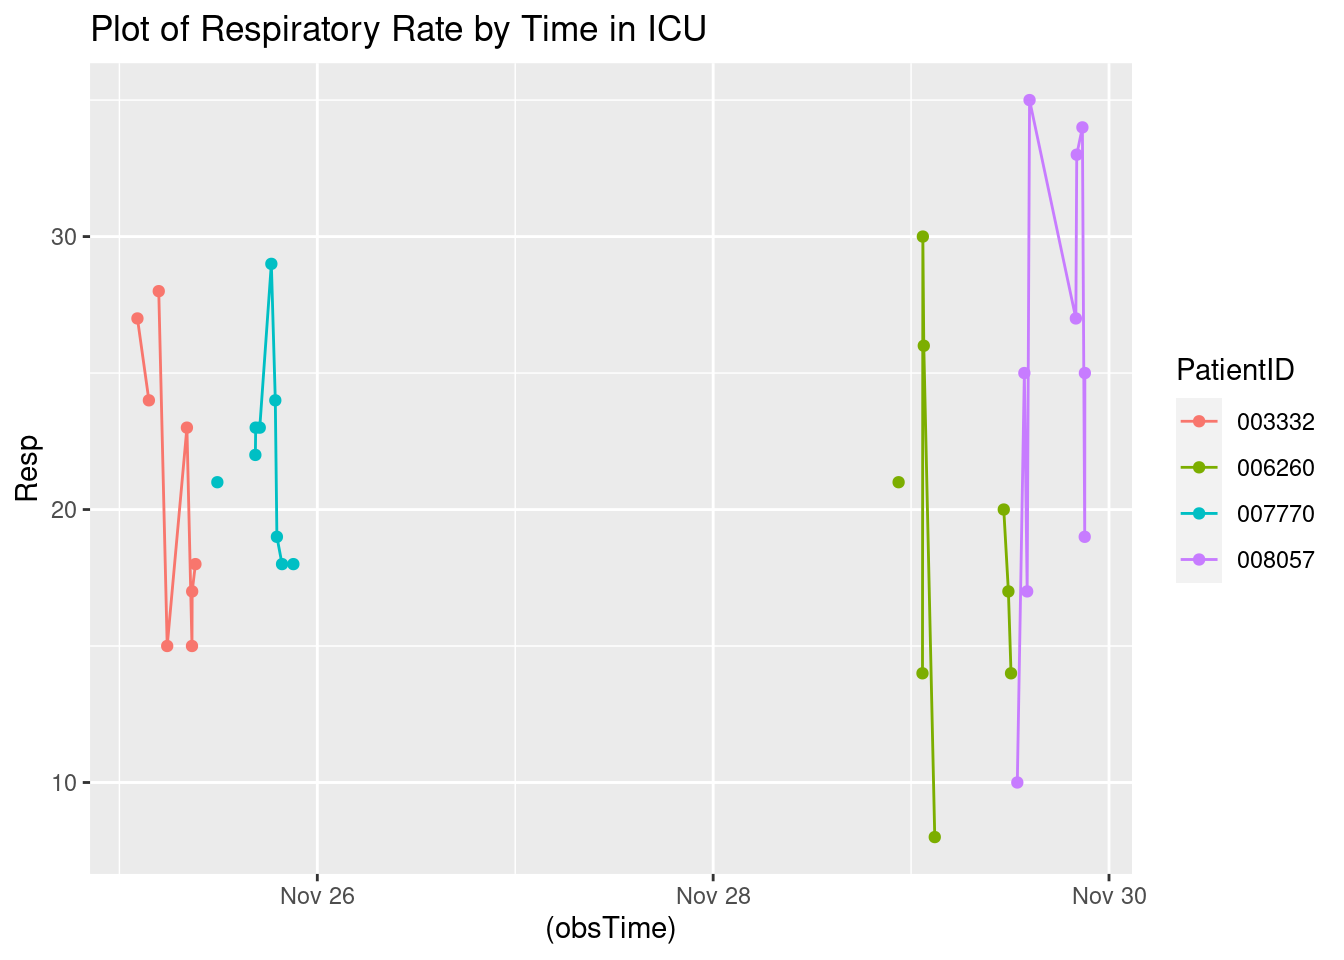 Plot of Respiratory Rate by Time in ICU
30
20
10
Resp
Nov 26
Nov 28
Nov 30
(obsTime)
PatientID
003332
006260
007770
008057